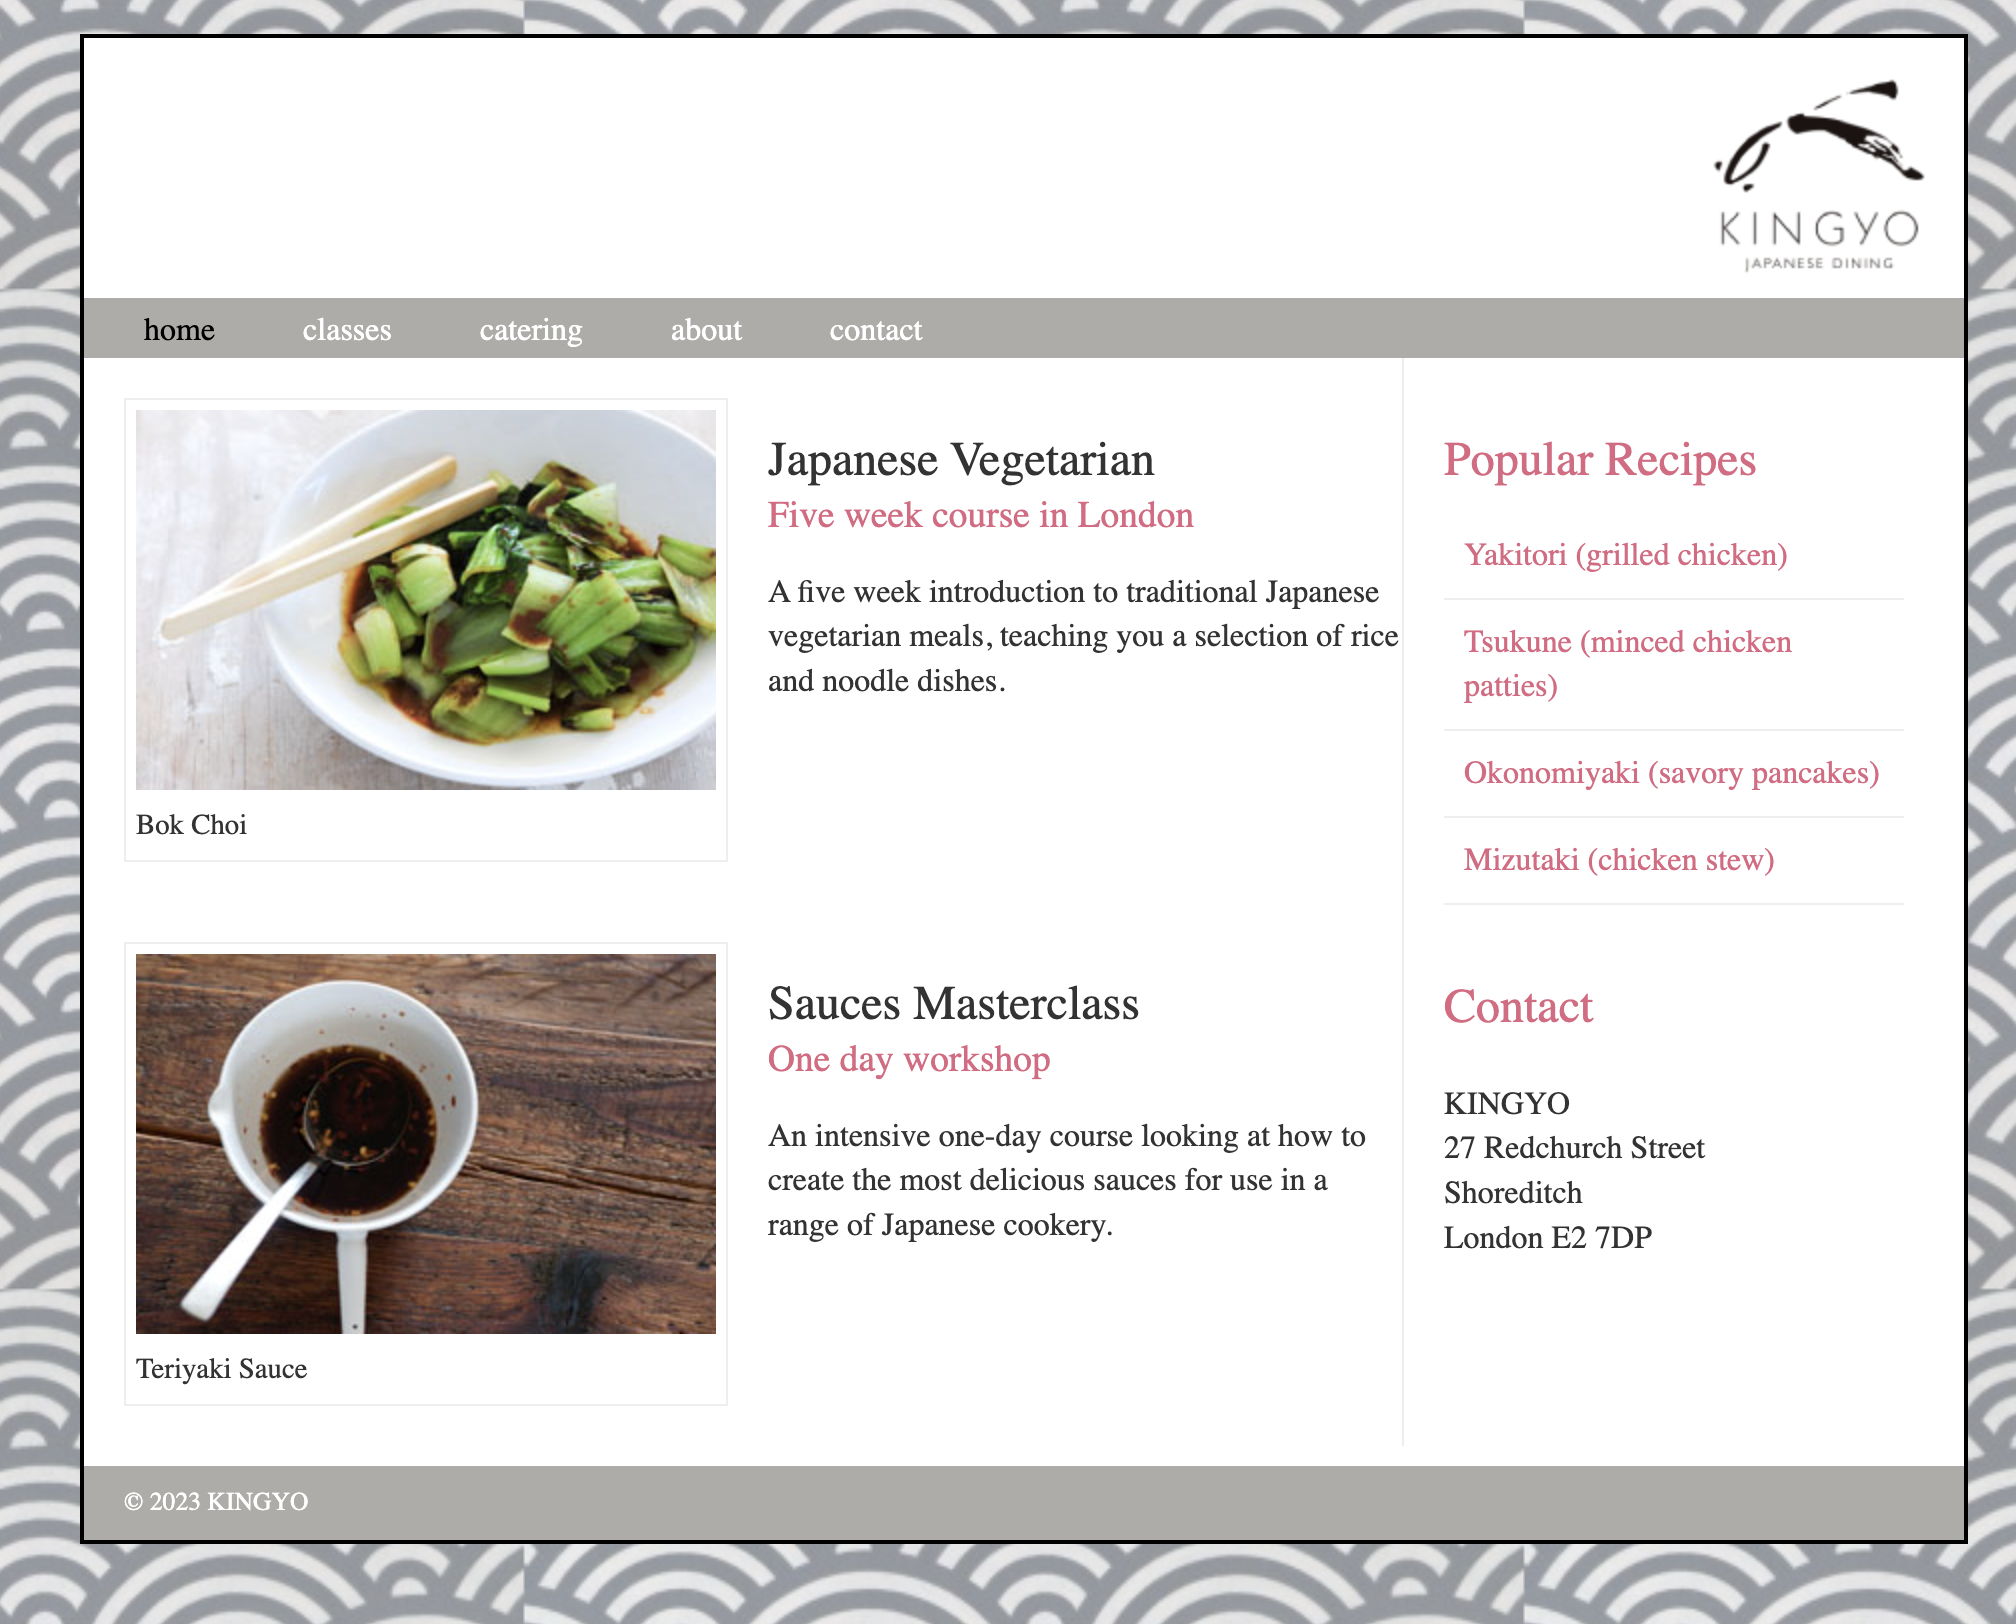 KINGYO
JAPANESE DINING
home classes catering about contact
Japanese Vegetarian
Five week course in London
A five week introduction to traditional Japanese
vegetarian meals, teaching you a selection of rice
and noodle dishes.
Bok Choi
Sauces Masterclass
One day workshop
An intensive one-day course looking at how to
create the most delicious sauces for use in a
range of Japanese cookery.
Teriyaki Sauce
Popular Recipes
Yakitori (grilled chicken)
Tsukune (minced chicken
patties)
Okonomiyaki (savory pancakes)
Mizutaki (chicken stew)
Contact
KINGYO
27 Redchurch Street
Shoreditch
London E2 7DP
© 2023 KINGYO